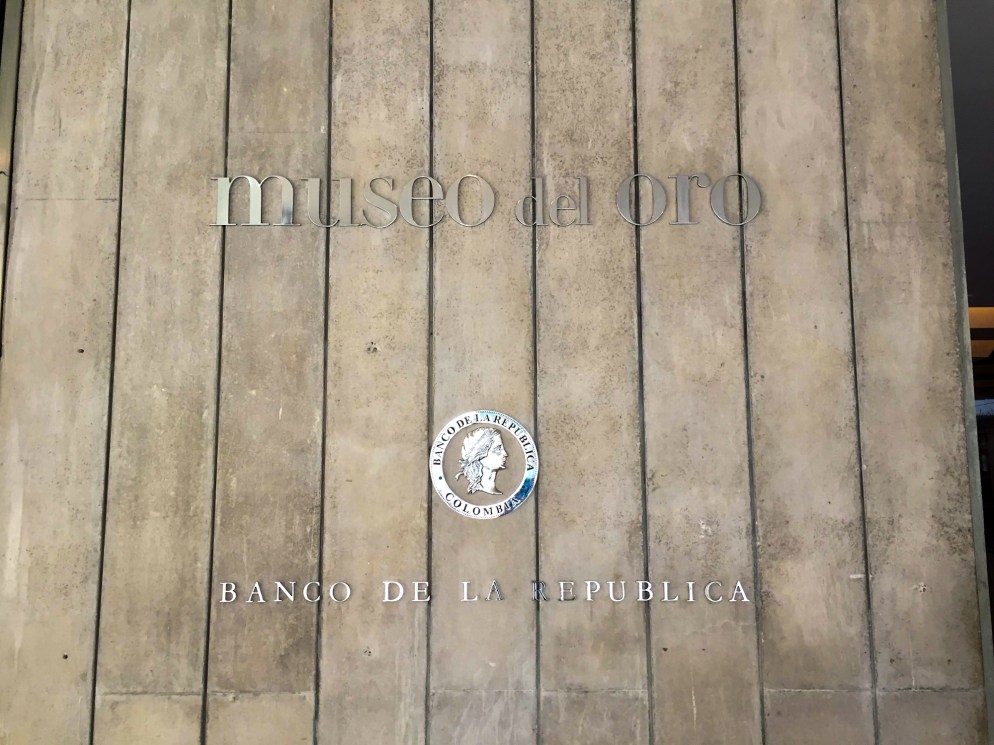 museo del oro
BANCO DE LA REPUBLICA
COLOMBIA
BANCO DE LA REPUBLICA